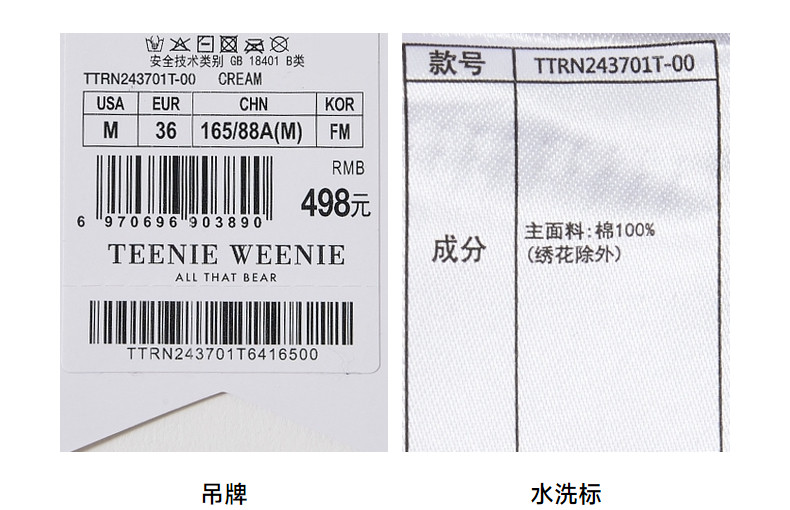 安全技术类别 GB 18401 B类
TTRN243701T-00 CREAM
USA EUR CHN KOR
M 36 165/88A(M) FM
RMB
498元
6 970696 903890
TEENIE WEENIE
ALL THAT BEAR
TTRN243701T6416500
吊牌
款号 TTRN243701T-00
成分
主面料:棉100%
(绣花除外)
水洗标